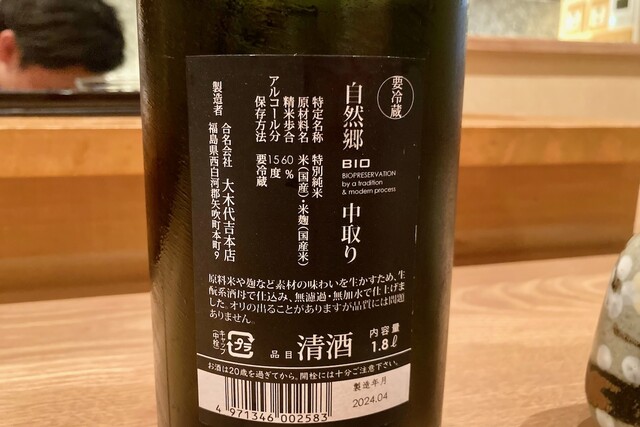 要冷蔵
自然郷
BIO
BIOPRESERVATION
by a tradition
& modern process
中取り
特定名称 特別純米
原材料名 米(国産)・米麹(国産米)
精米歩合 60%
アルコール分 15度
保存方法 要冷蔵
製造者 合名会社 大木代吉本店
福島県西白河郡矢吹町本町9
原料米や麹など素材の味わいを生かすため、生
酛系酒母で仕込み、無濾過・無加水で仕上げま
した。オリの出ることがありますが品質には問題
ありません。
キャップ
(中栓)
プラ
品目 清酒
内容量
1.8ℓ
お酒は20歳を過ぎてから。開栓には十分ご注意下さい。
製造年月
2024.04
4 971346 002583